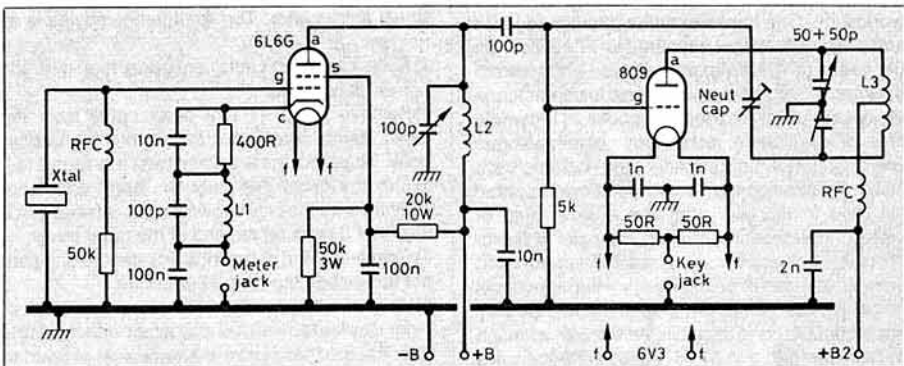 6L6G
a
g
s
c
f
f
10n
400R
RFC
Xtal
100p
L1
50k
100n
Meter
jack
50k
3W
100n
20k
10W
100p
L2
10n
–B
+B
100p
5k
809
a
g
1n
1n
50R
50R
f
f
Key
jack
f
6V3
f
Neut
cap
50+50p
L3
RFC
2n
+B2